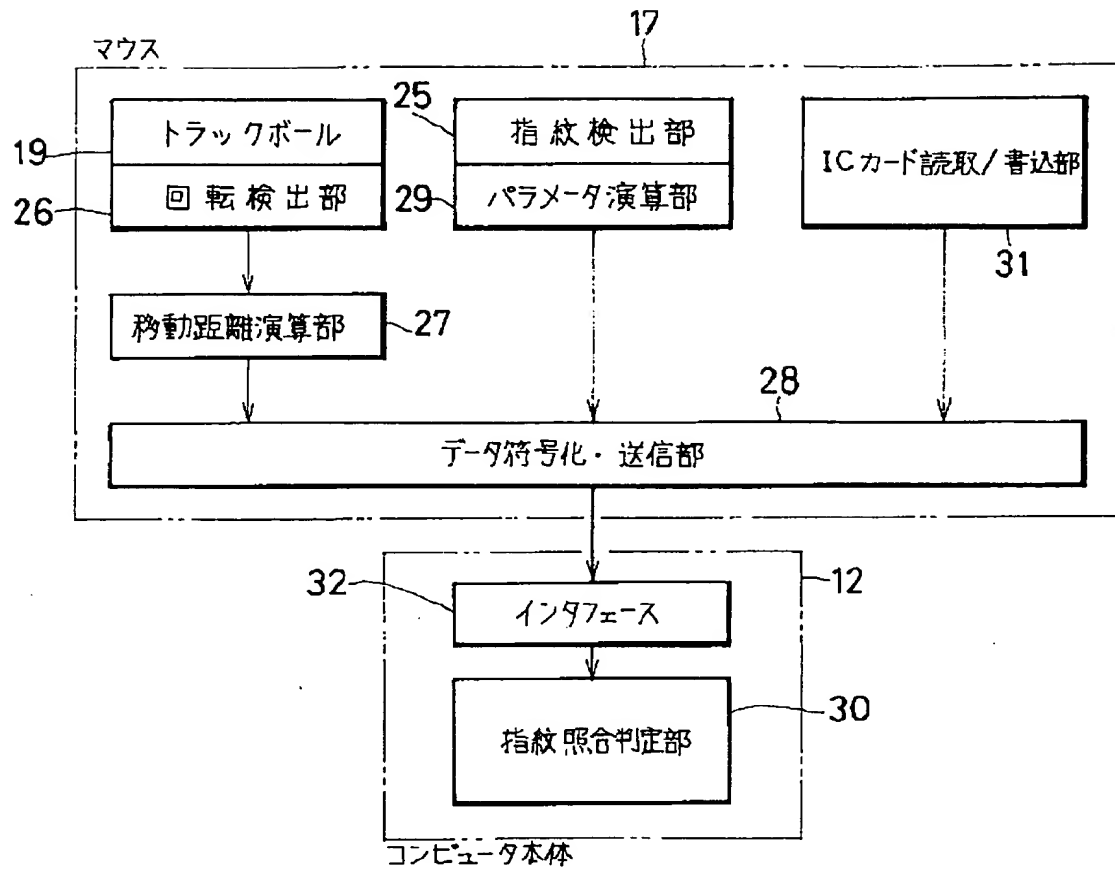 17
マウス
25
トラックボール
指紋検出部
ICカード読取/書込部
19
26
回転検出部
29
パラメータ演算部
31
移動距離演算部
27
28
データ符号化・送信部
32
インタフェース
12
指紋照合判定部
30
コンピュータ本体